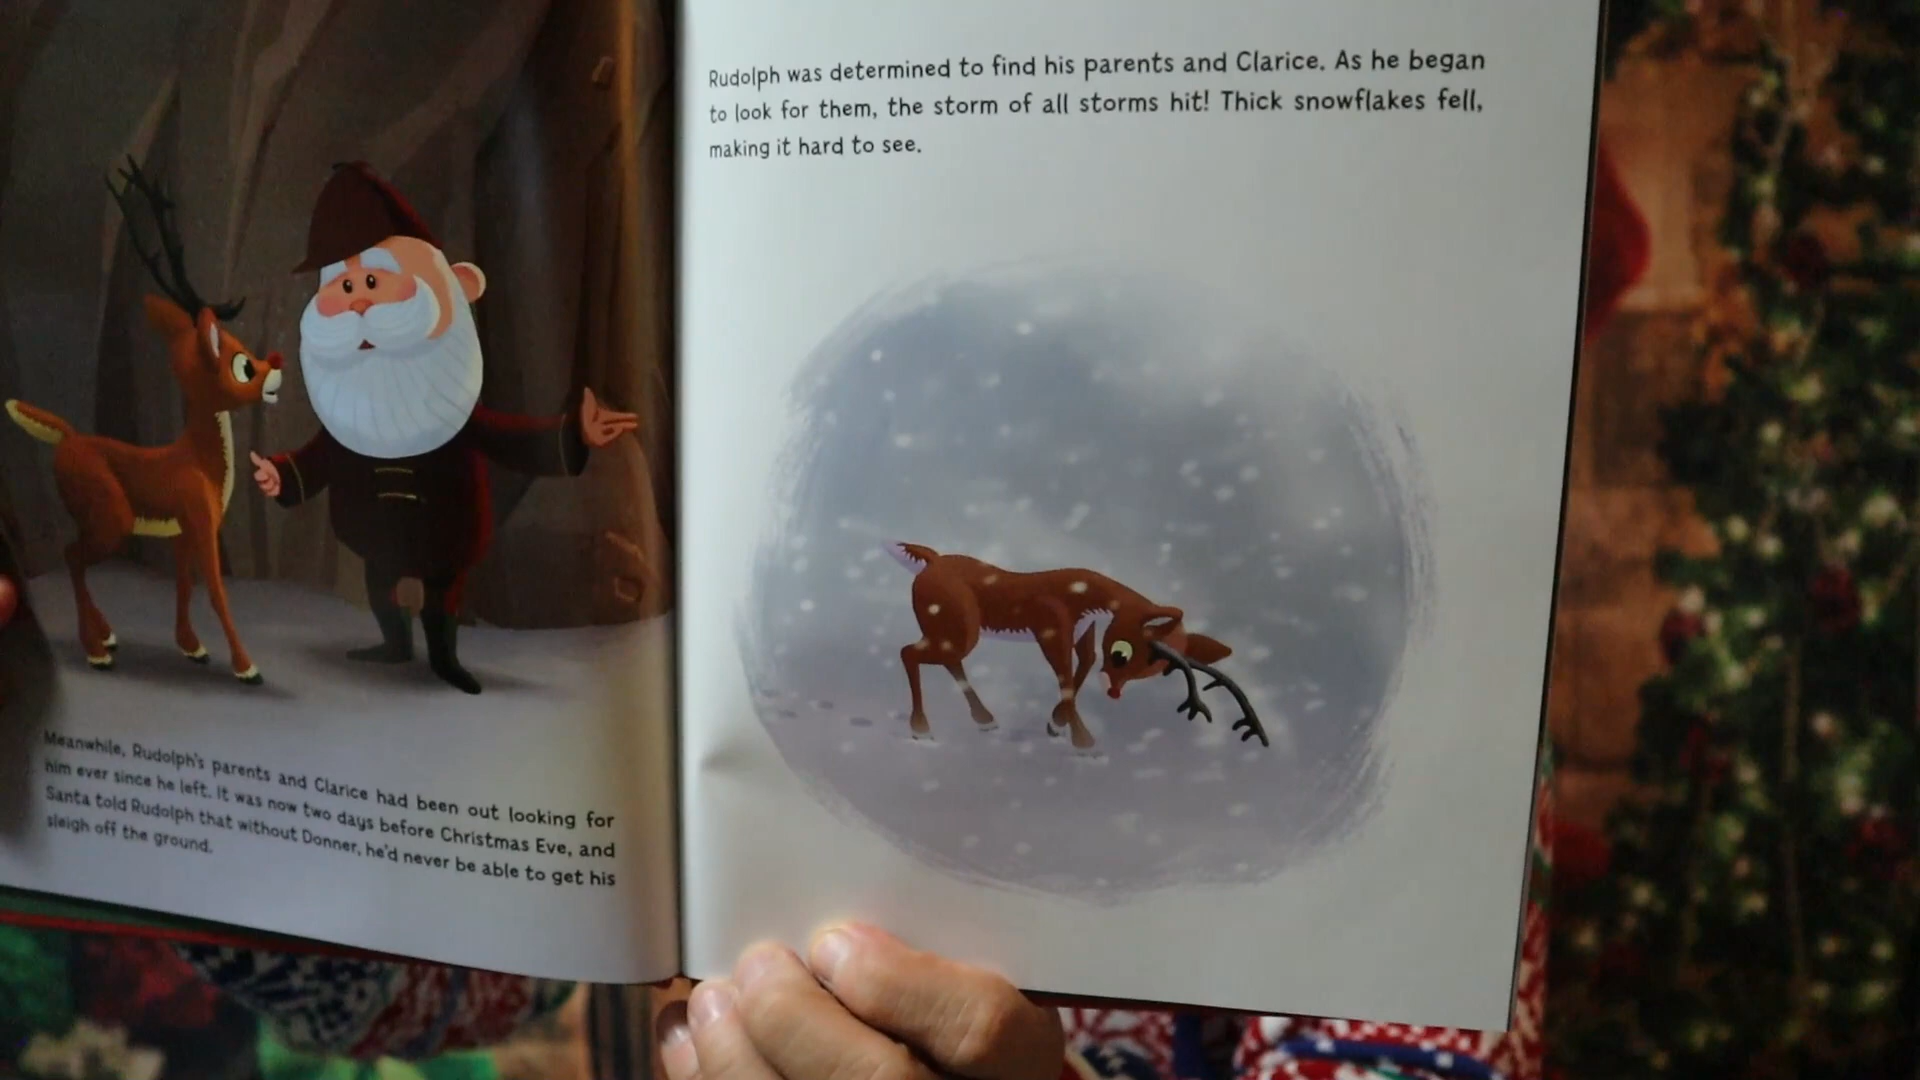 Meanwhile, Rudolph's parents and Clarice had been out looking for
him ever since he left. It was now two days before Christmas Eve, and
Santa told Rudolph that without Donner, he'd never be able to get his
sleigh off the ground.
Rudolph was determined to find his parents and Clarice. As he began
to look for them, the storm of all storms hit! Thick snowflakes fell,
making it hard to see.